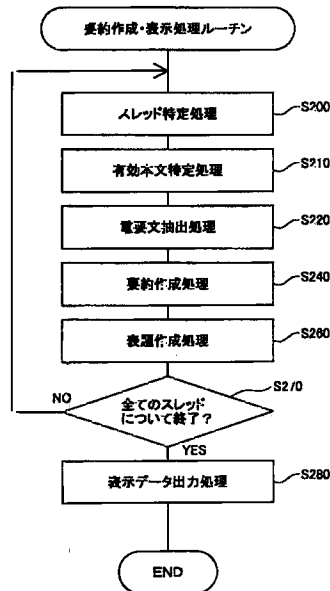 要約作成・表示処理ルーチン
スレッド特定処理
S200
有効本文特定処理
S210
重要文抽出処理
S220
要約作成処理
S240
表題作成処理
S260
全てのスレッド
について終了？
S270
NO
YES
表示データ出力処理
S280
END